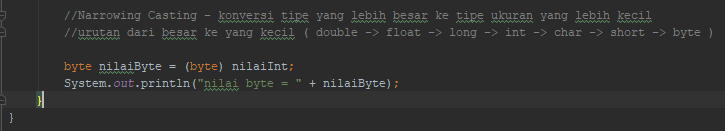 //Narrowing Casting - konversi tipe yang lebih besar ke tipe ukuran yang lebih kecil
//urutan dari besar ke yang kecil ( double -> float -> long -> int -> char -> short -> byte )
byte nilaiByte = (byte) nilaiInt;
System.out.println("nilai byte = " + nilaiByte);
}
}